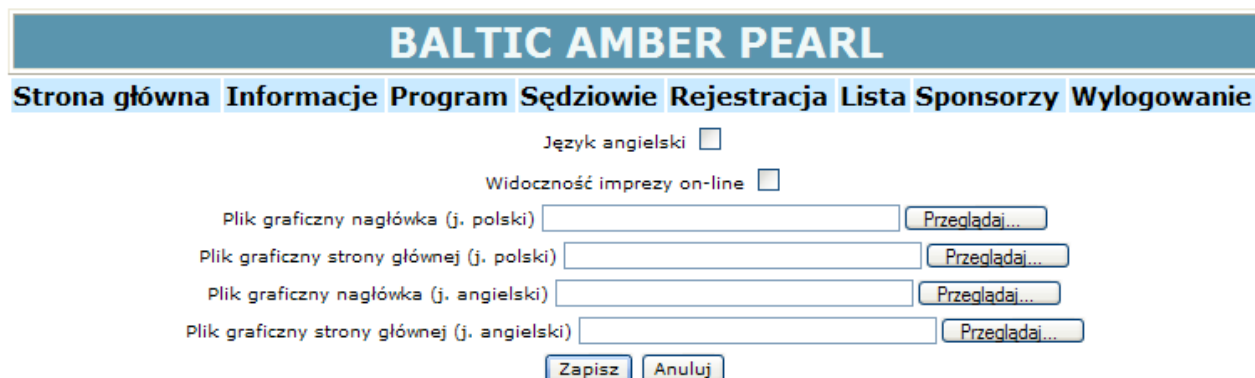 BALTIC AMBER PEARL
Strona główna Informacje Program Sędziowie Rejestracja Lista Sponsorzy Wylogowanie
Język angielski
Widoczność imprezy on-line
Plik graficzny nagłówka (j. polski) Przeglądaj...
Plik graficzny strony głównej (j. polski) Przeglądaj...
Plik graficzny nagłówka (j. angielski) Przeglądaj...
Plik graficzny strony głównej (j. angielski) Przeglądaj...
Zapisz Anuluj